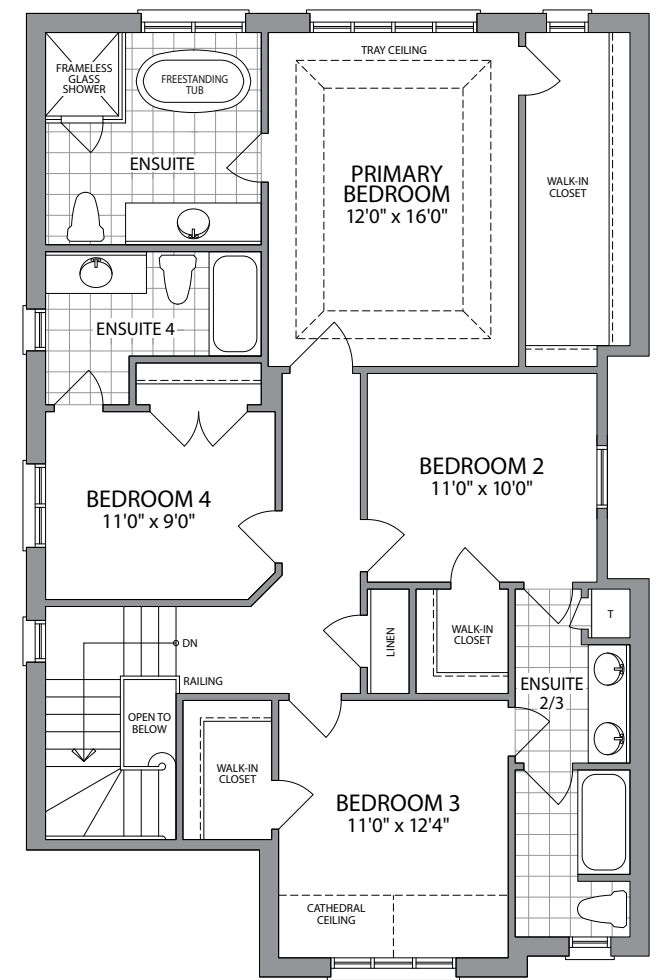 TRAY CEILING
FRAMELESS
GLASS
SHOWER
FREESTANDING
TUB
ENSUITE
PRIMARY
BEDROOM
12'0" x 16'0"
WALK-IN
CLOSET
ENSUITE 4
BEDROOM 4
11'0" x 9'0"
BEDROOM 2
11'0" x 10'0"
DN
RAILING
OPEN TO
BELOW
LINEN
WALK-IN
CLOSET
T
ENSUITE
2/3
WALK-IN
CLOSET
BEDROOM 3
11'0" x 12'4"
CATHEDRAL
CEILING